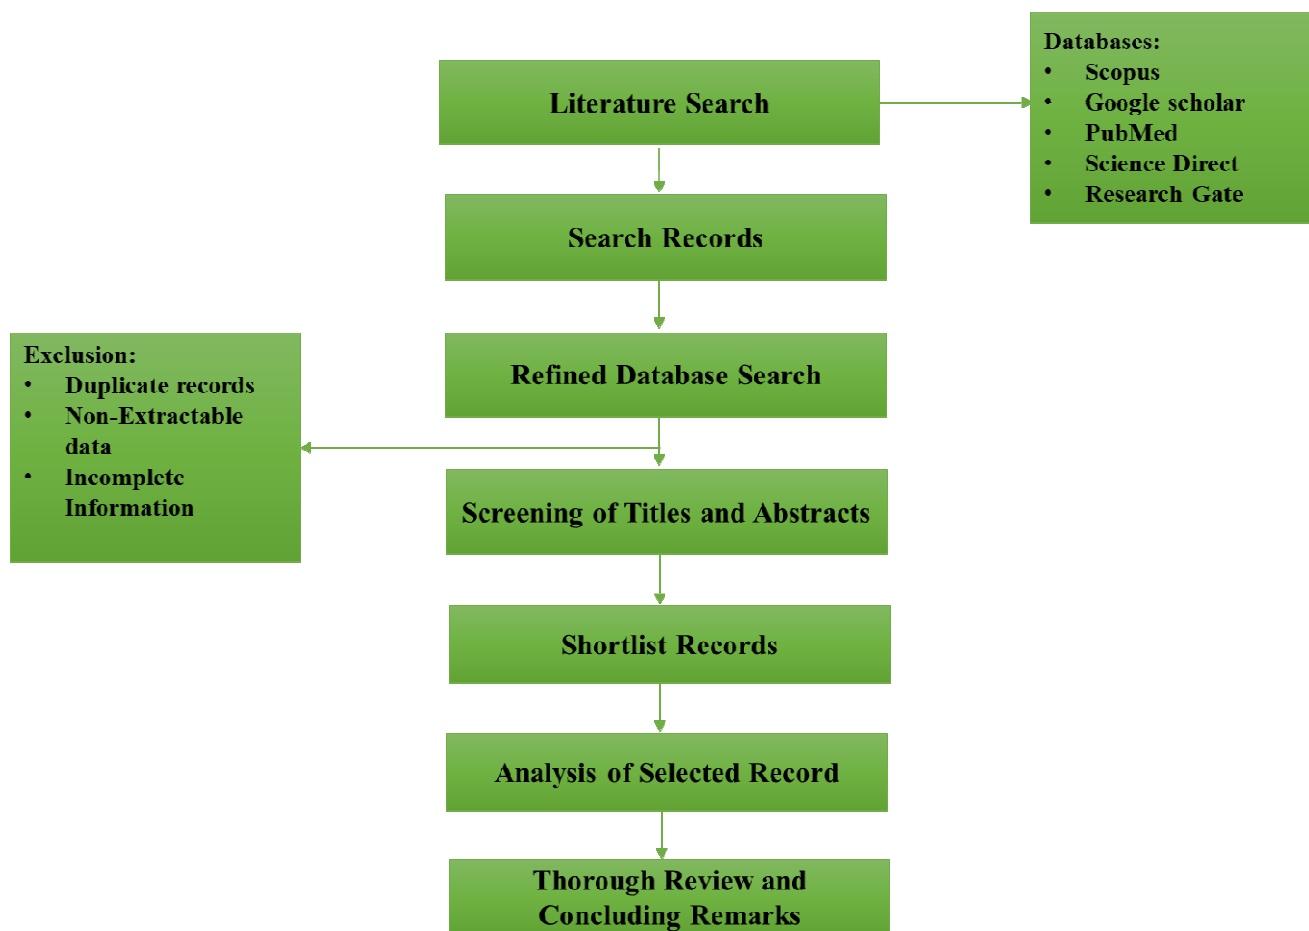 Literature Search
Databases:
• Scopus
• Google scholar
• PubMed
• Science Direct
• Research Gate
Search Records
Refined Database Search
Exclusion:
• Duplicate records
• Non-Extractable
data
• Incomplete
Information
Screening of Titles and Abstracts
Shortlist Records
Analysis of Selected Record
Thorough Review and
Concluding Remarks